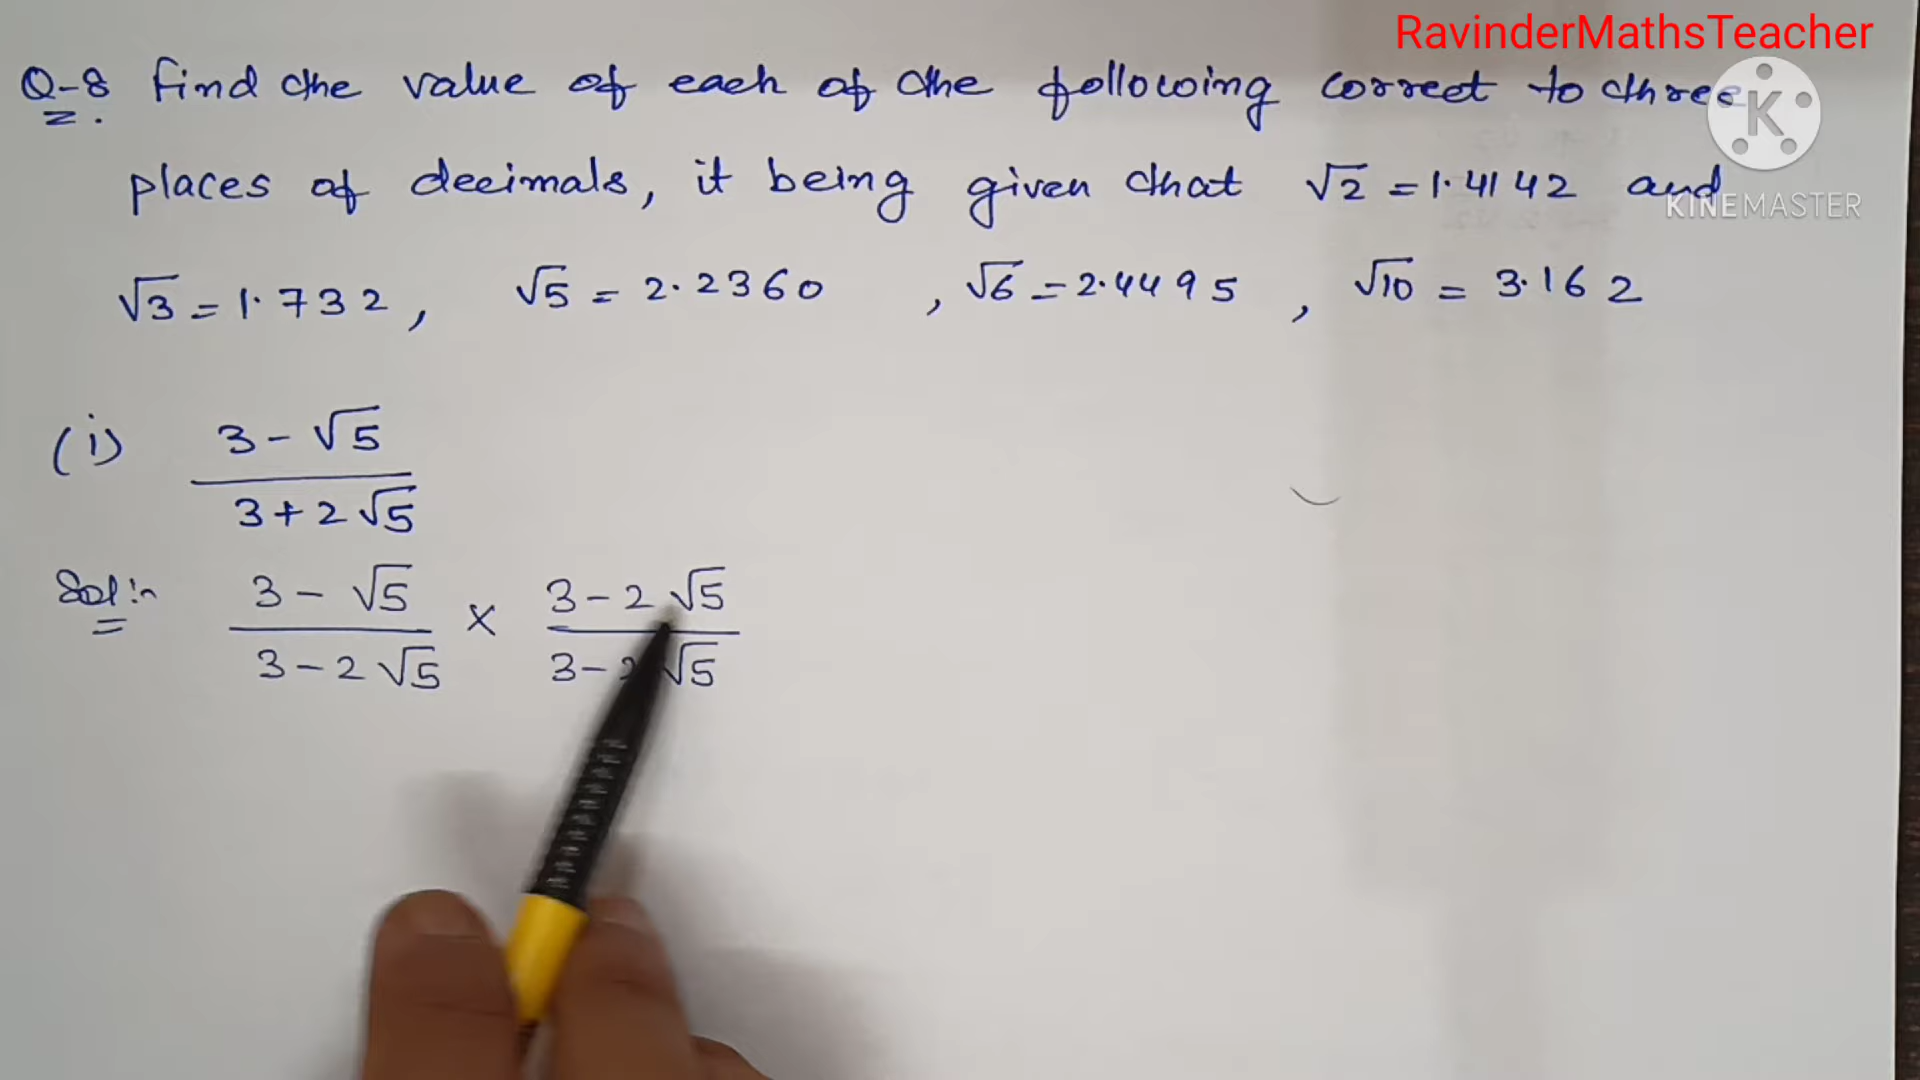 RavinderMathsTeacher
Q-8 find the value of each of the following correct to three
places of decimals, it being given that √2 = 1.4142 and
K
KINEMASTER
√3 = 1.732, √5 = 2.2360, √6 = 2.4495, √10 = 3.162
(i) 3 - √5
3 + 2√5
Sol:n 3 - √5 × 3 - 2√5
3 - 2√5 3 - 2√5